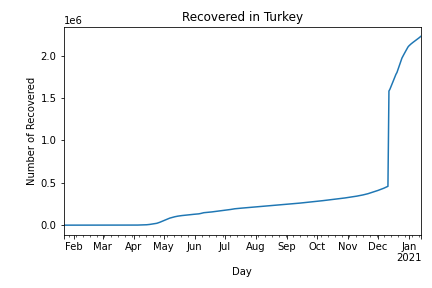 Recovered in Turkey
1e6
2.0
1.5
1.0
0.5
0.0
Number of Recovered
Feb Mar Apr May Jun Jul Aug Sep Oct Nov Dec Jan
2021
Day